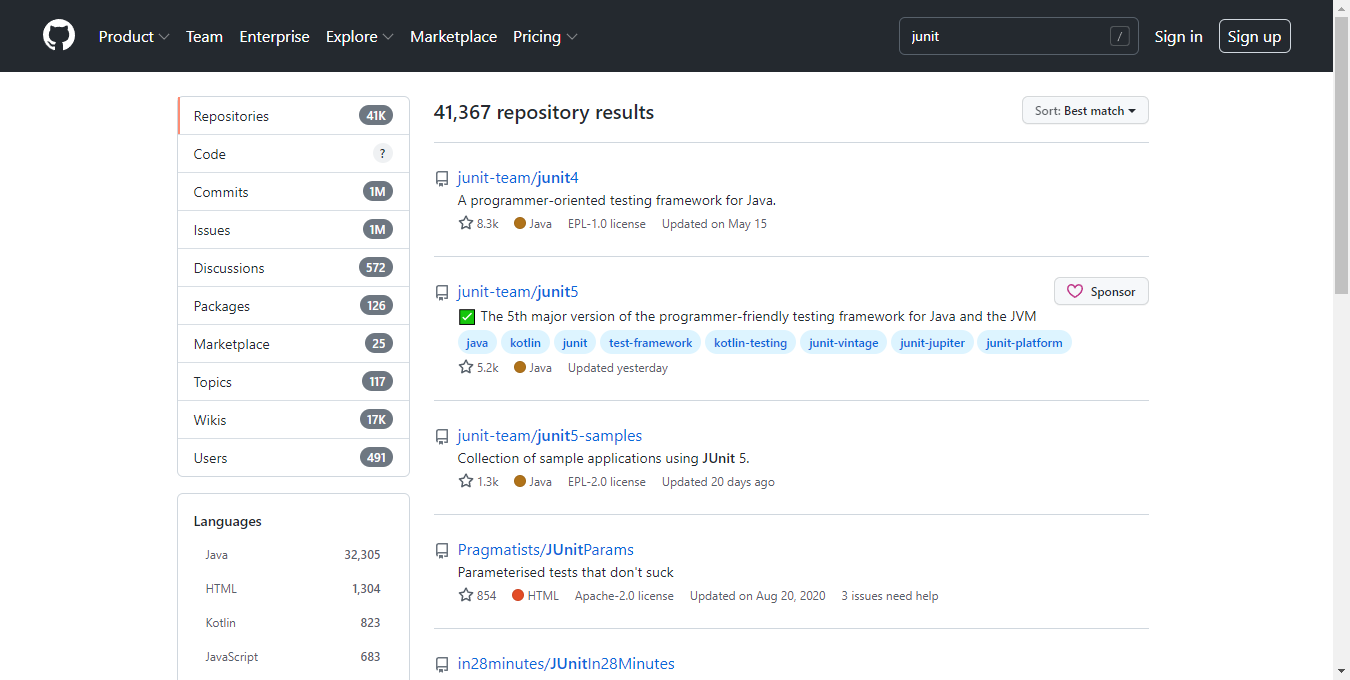 Product Team Enterprise Explore Marketplace Pricing junit / Sign in Sign up
Repositories 41K
Code ?
Commits 1M
Issues 1M
Discussions 572
Packages 126
Marketplace 25
Topics 117
Wikis 17K
Users 491
Languages
Java 32,305
HTML 1,304
Kotlin 823
JavaScript 683
41,367 repository results Sort: Best match
junit-team/junit4
A programmer-oriented testing framework for Java.
8.3k Java EPL-1.0 license Updated on May 15
junit-team/junit5 Sponsor
✅ The 5th major version of the programmer-friendly testing framework for Java and the JVM
java kotlin junit test-framework kotlin-testing junit-vintage junit-jupiter junit-platform
5.2k Java Updated yesterday
junit-team/junit5-samples
Collection of sample applications using JUnit 5.
1.3k Java EPL-2.0 license Updated 20 days ago
Pragmatists/JUnitParams
Parameterised tests that don't suck
854 HTML Apache-2.0 license Updated on Aug 20, 2020 3 issues need help
in28minutes/JUnitIn28Minutes